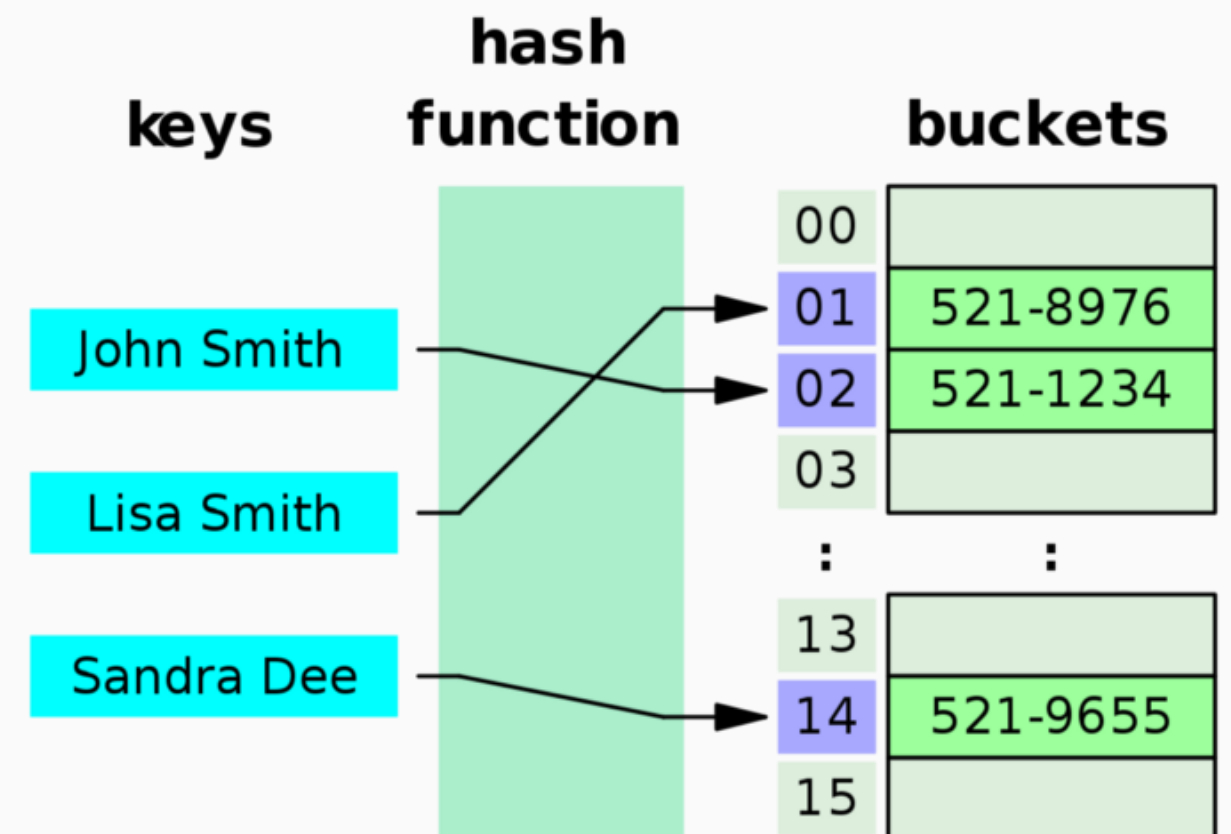 hash
keys function buckets
00
John Smith 01 521-8976
02 521-1234
Lisa Smith 03
: :
Sandra Dee 13
14 521-9655
15